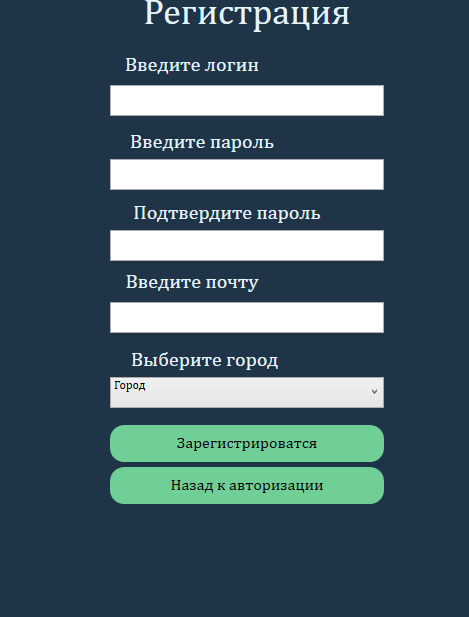 Регистрация
Введите логин
Введите пароль
Подтвердите пароль
Введите почту
Выберите город
Город
Зарегистрироватся
Назад к авторизации